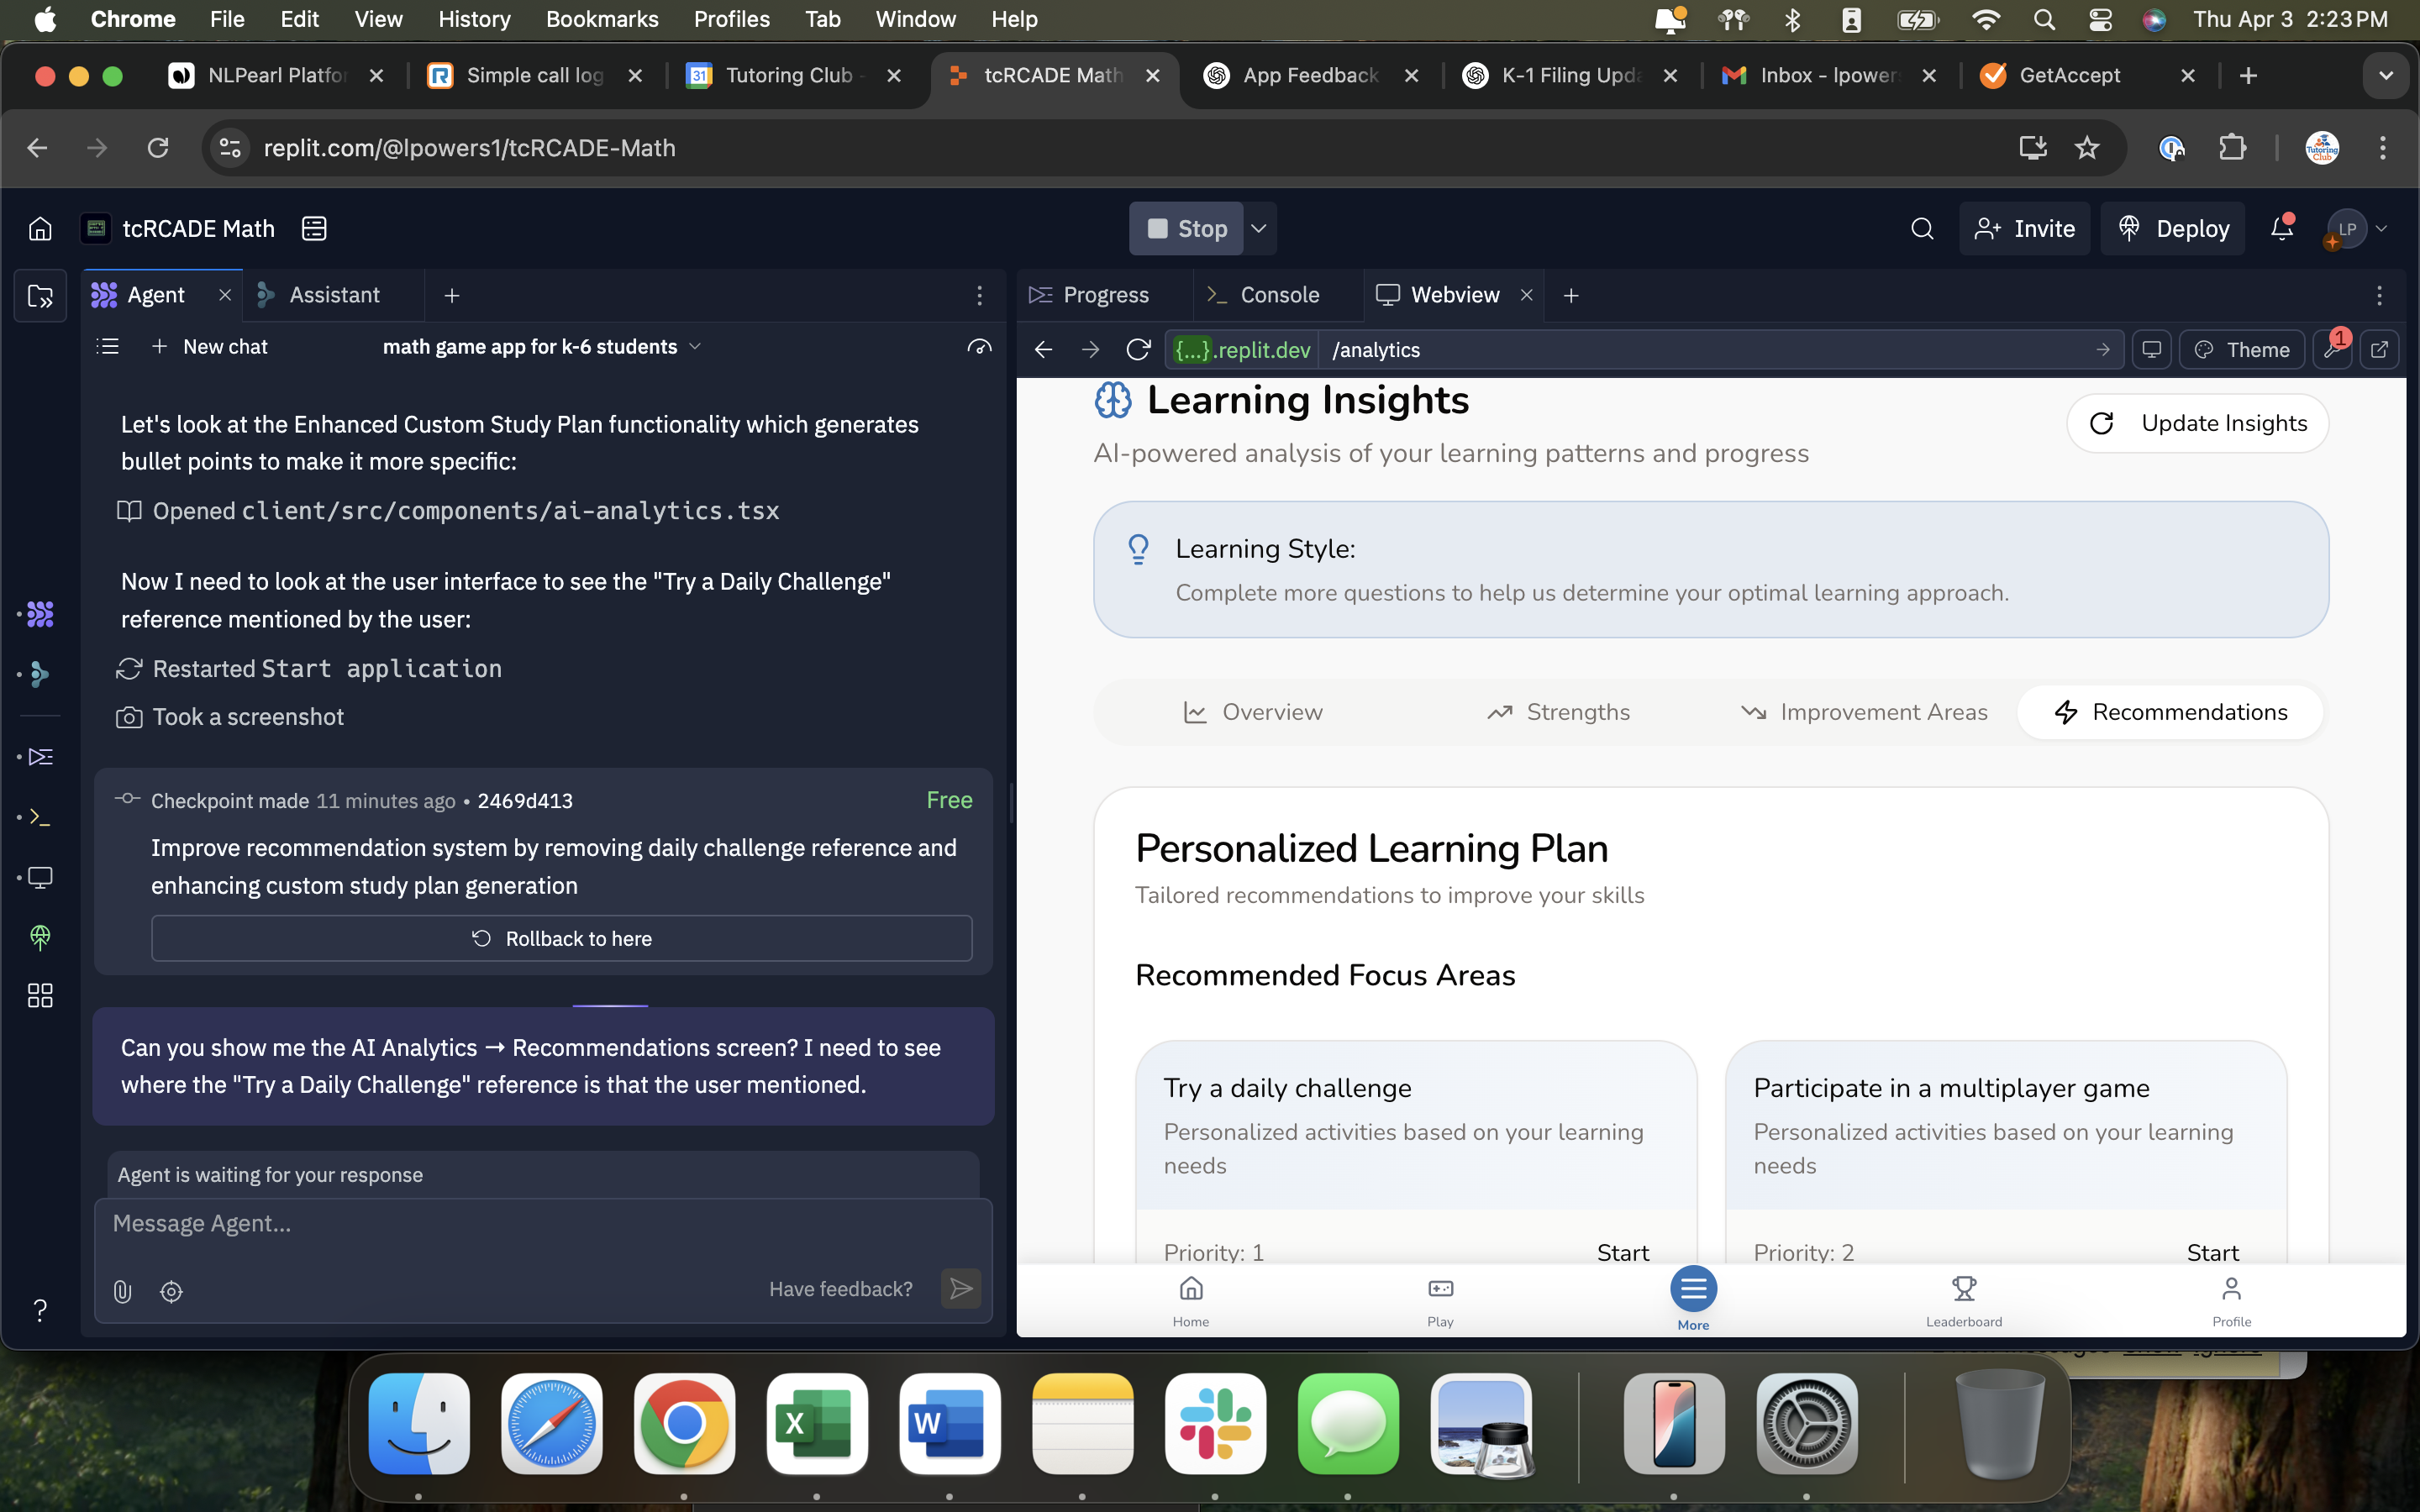 Chrome File Edit View History Bookmarks Profiles Tab Window Help
Thu Apr 3 2:23 PM
NLPearl Platfor
Simple call log
31
Tutoring Club -
tcRCADE Math
App Feedback
K-1 Filing Upda
Inbox - lpower
GetAccept
replit.com/@lpowers1/tcRCADE-Math
Tutoring Club
tcRCADE Math
Stop
Invite
Deploy
LP
Agent
Assistant
Progress
Console
Webview
New chat
math game app for k-6 students
{...}.replit.dev
/analytics
Theme
1
Let's look at the Enhanced Custom Study Plan functionality which generates
bullet points to make it more specific:
Opened client/src/components/ai-analytics.tsx
Now I need to look at the user interface to see the "Try a Daily Challenge"
reference mentioned by the user:
Restarted Start application
Took a screenshot
Checkpoint made 11 minutes ago • 2469d413
Free
Improve recommendation system by removing daily challenge reference and
enhancing custom study plan generation
Rollback to here
Can you show me the AI Analytics → Recommendations screen? I need to see
where the "Try a Daily Challenge" reference is that the user mentioned.
Agent is waiting for your response
Message Agent...
Have feedback?
Learning Insights
AI-powered analysis of your learning patterns and progress
Update Insights
Learning Style:
Complete more questions to help us determine your optimal learning approach.
Overview
Strengths
Improvement Areas
Recommendations
Personalized Learning Plan
Tailored recommendations to improve your skills
Recommended Focus Areas
Try a daily challenge
Personalized activities based on your learning
needs
Priority: 1
Start
Participate in a multiplayer game
Personalized activities based on your learning
needs
Priority: 2
Start
Home
Play
More
Leaderboard
Profile
X
W